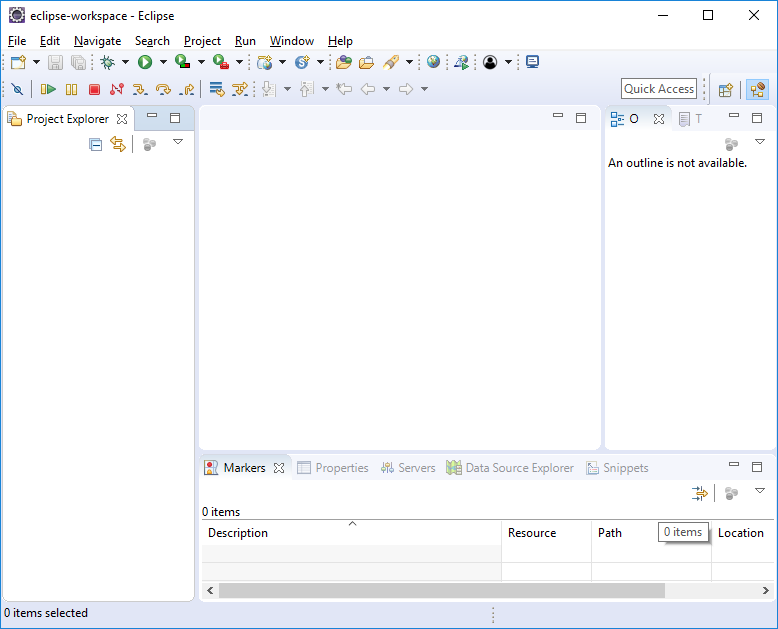 eclipse-workspace - Eclipse
File Edit Navigate Search Project Run Window Help
Quick Access
Project Explorer
O T
An outline is not available.
Markers Properties Servers Data Source Explorer Snippets
0 items
Description Resource Path 0 items Location
0 items selected